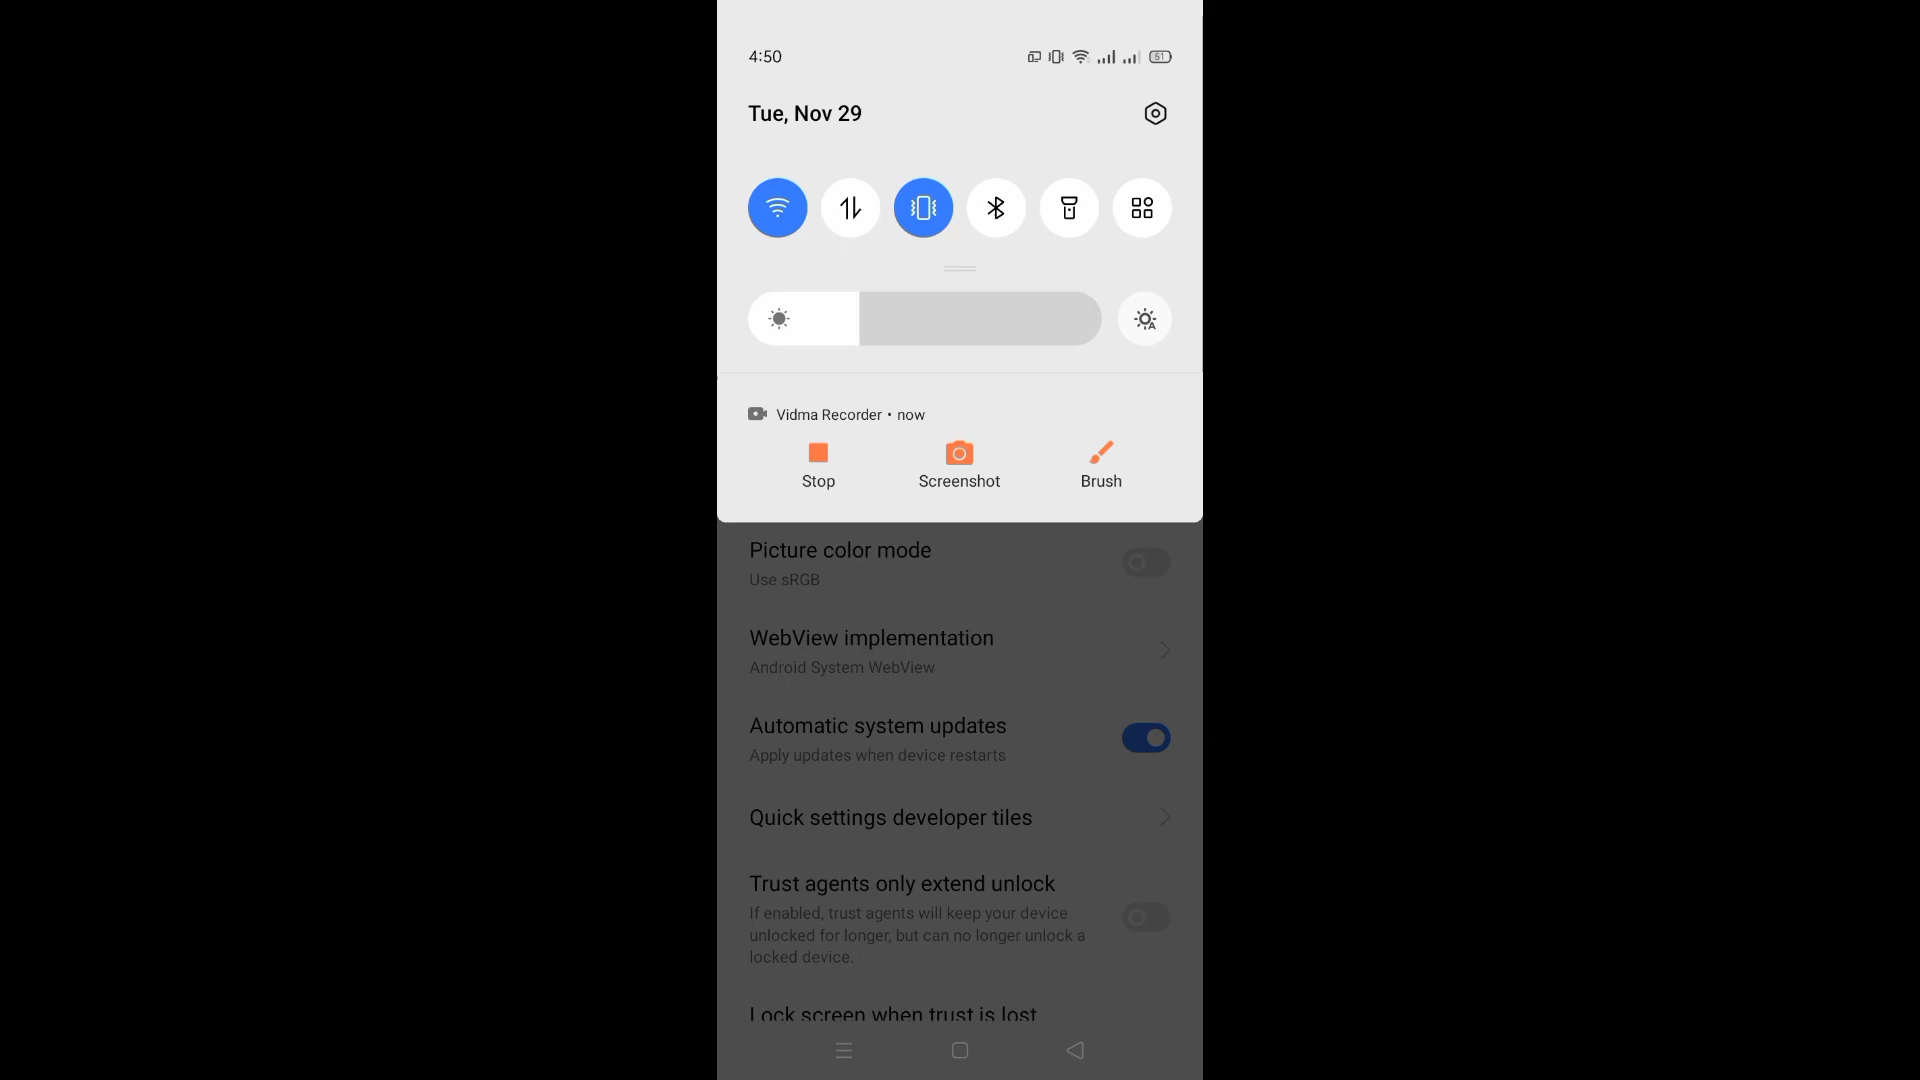 4:50
51
Tue, Nov 29
Vidma Recorder • now
Stop
Screenshot
Brush
Picture color mode
Use sRGB
WebView implementation
Android System WebView
Automatic system updates
Apply updates when device restarts
Quick settings developer tiles
Trust agents only extend unlock
If enabled, trust agents will keep your device
unlocked for longer, but can no longer unlock a
locked device.
Lock screen when trust is lost